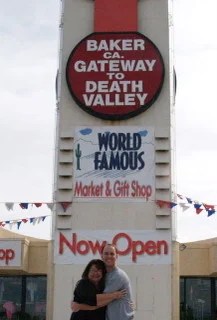 BAKER
CA.
GATEWAY
TO
DEATH
VALLEY
WORLD
FAMOUS
Market & Gift Shop
Now Open